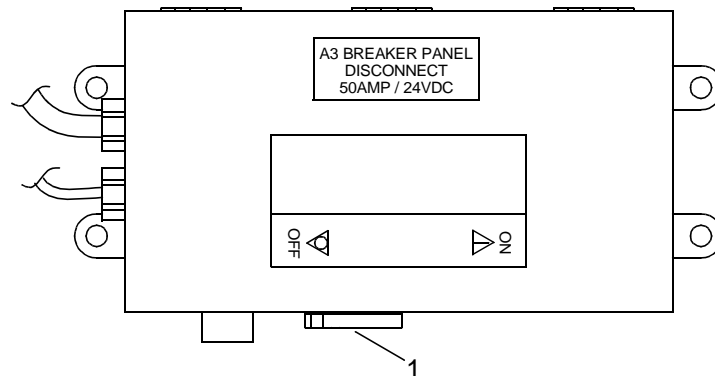 A3 BREAKER PANEL
DISCONNECT
50AMP / 24VDC
OFF
ON
1